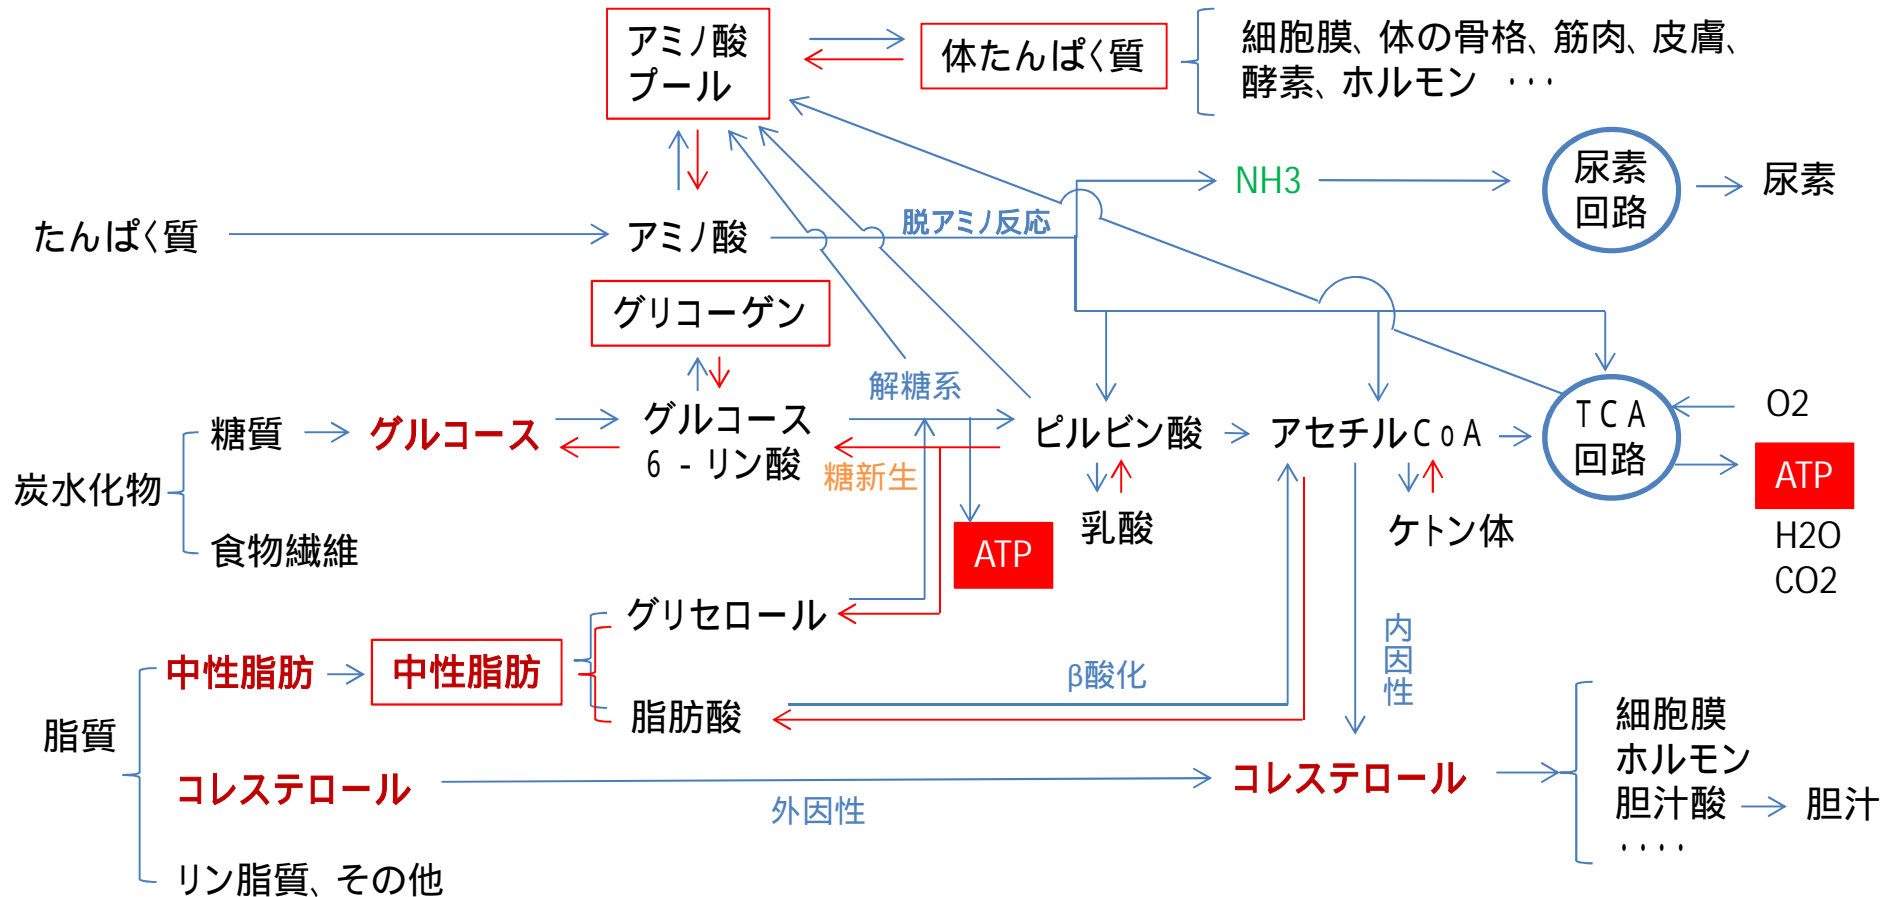 アミノ酸
プール
体たんぱく質
細胞膜、体の骨格、筋肉、皮膚、
酵素、ホルモン ・・・
NH3
尿素
回路
尿素
たんぱく質
アミノ酸
脱アミノ反応
グリコーゲン
解糖系
炭水化物
糖質
グルコース
グルコース
6-リン酸
糖新生
ピルビン酸
アセチルCoA
TCA
回路
O2
ATP
H2O
CO2
乳酸
ケトン体
食物繊維
ATP
グリセロール
内因性
脂質
中性脂肪
中性脂肪
β酸化
脂肪酸
コレステロール
外因性
コレステロール
細胞膜
ホルモン
胆汁酸
胆汁
・・・・
リン脂質、その他